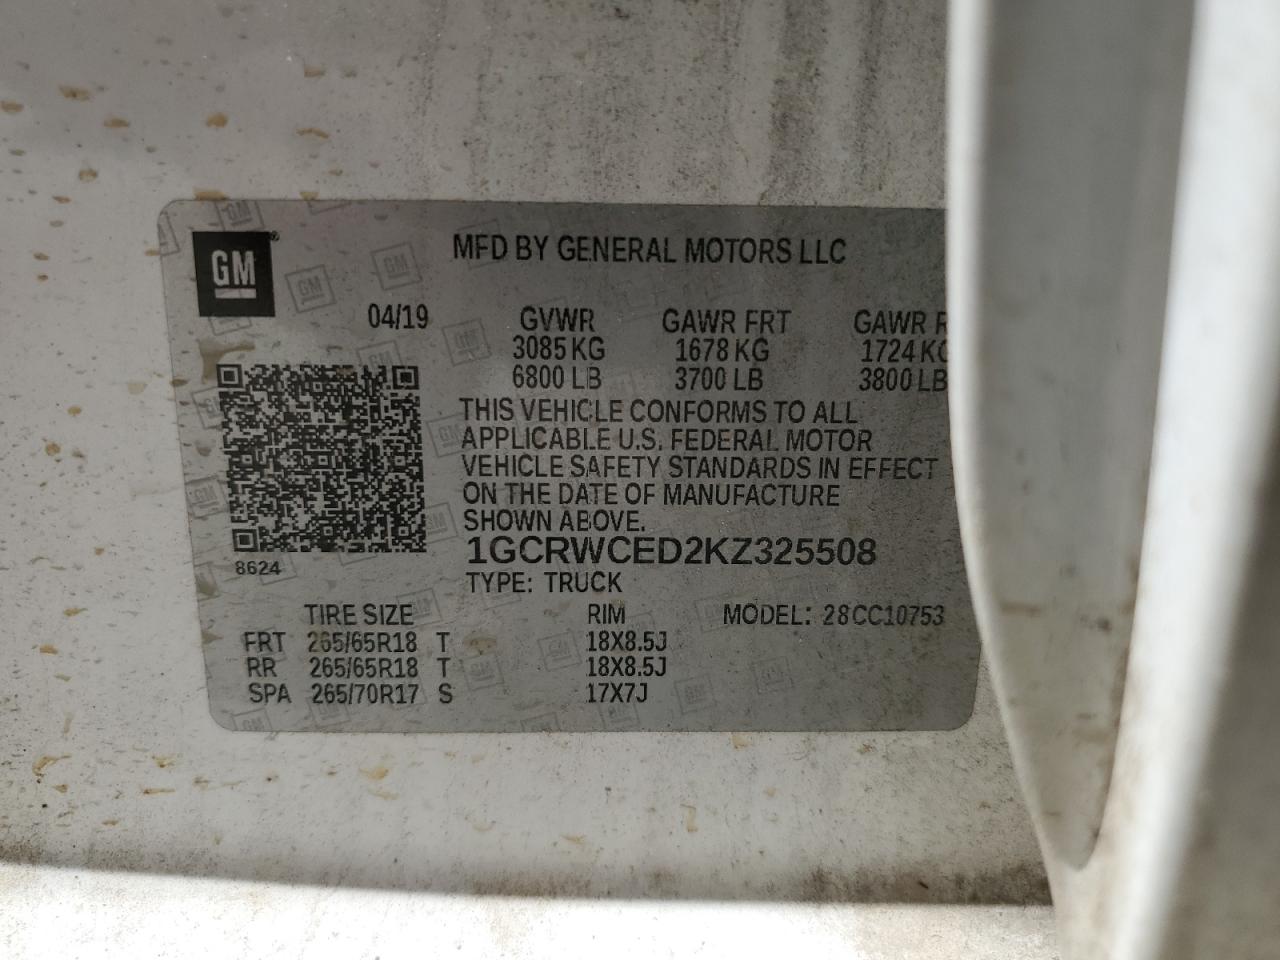 GM
MFD BY GENERAL MOTORS LLC
04/19 GVWR GAWR FRT GAWR R
3085 KG 1678 KG 1724 KG
6800 LB 3700 LB 3800 LB
THIS VEHICLE CONFORMS TO ALL
APPLICABLE U.S. FEDERAL MOTOR
VEHICLE SAFETY STANDARDS IN EFFECT
ON THE DATE OF MANUFACTURE
SHOWN ABOVE.
1GCRWCED2KZ325508
8624
TYPE: TRUCK
TIRE SIZE RIM MODEL: 28CC10753
FRT 265/65R18 T 18X8.5J
RR 265/65R18 T 18X8.5J
SPA 265/70R17 S 17X7J